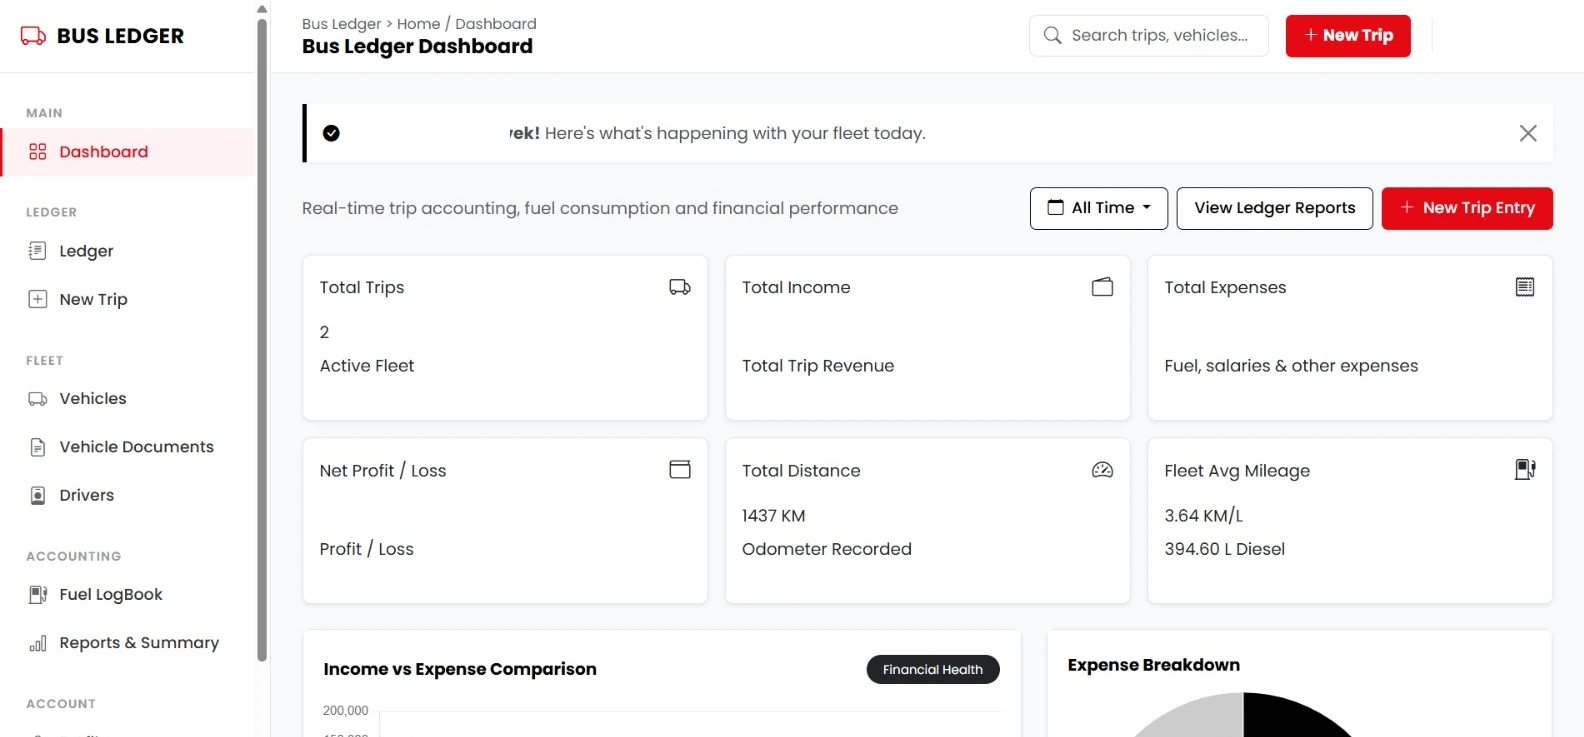 BUS LEDGER
MAIN
Dashboard
LEDGER
Ledger
New Trip
FLEET
Vehicles
Vehicle Documents
Drivers
ACCOUNTING
Fuel LogBook
Reports & Summary
ACCOUNT
Bus Ledger > Home / Dashboard
Bus Ledger Dashboard
Search trips, vehicles...
+ New Trip
Here's what's happening with your fleet today.
Real-time trip accounting, fuel consumption and financial performance
All Time
View Ledger Reports
+ New Trip Entry
Total Trips
2
Active Fleet
Total Income
Total Trip Revenue
Total Expenses
Fuel, salaries & other expenses
Net Profit / Loss
Profit / Loss
Total Distance
1437 KM
Odometer Recorded
Fleet Avg Mileage
3.64 KM/L
394.60 L Diesel
Income vs Expense Comparison
Financial Health
200,000
Expense Breakdown